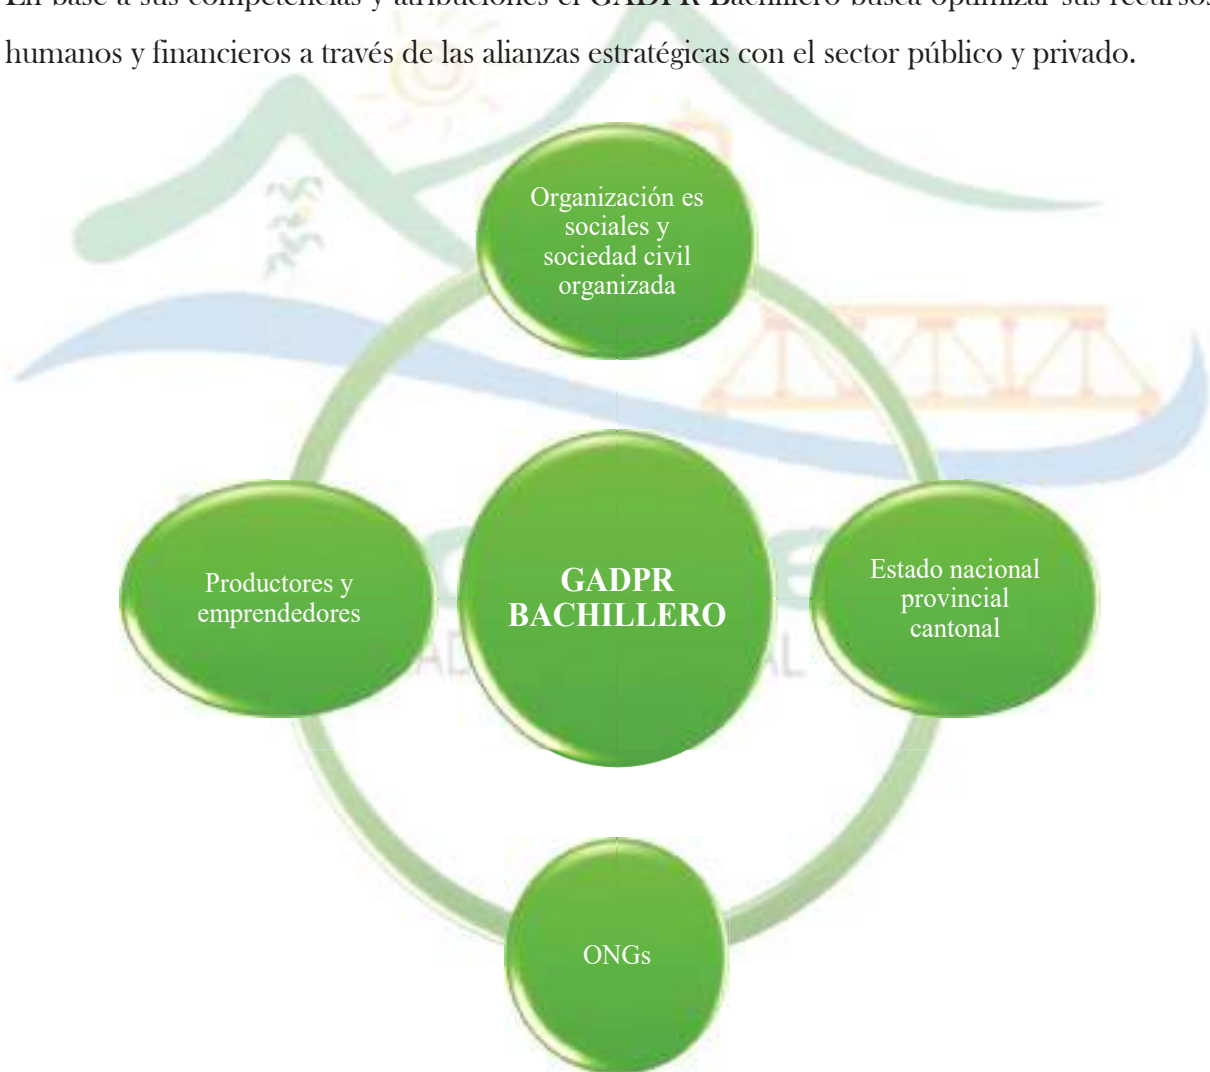 En base a sus competencias y atribuciones el GADPR Bachillero busca optimizar sus recursos
humanos y financieros a través de las alianzas estratégicas con el sector público y privado.
Organización es
sociales y
sociedad civil
organizada
Productores y
emprendedores
GADPR
BACHILLERO
Estado nacional
provincial
cantonal
ONGs